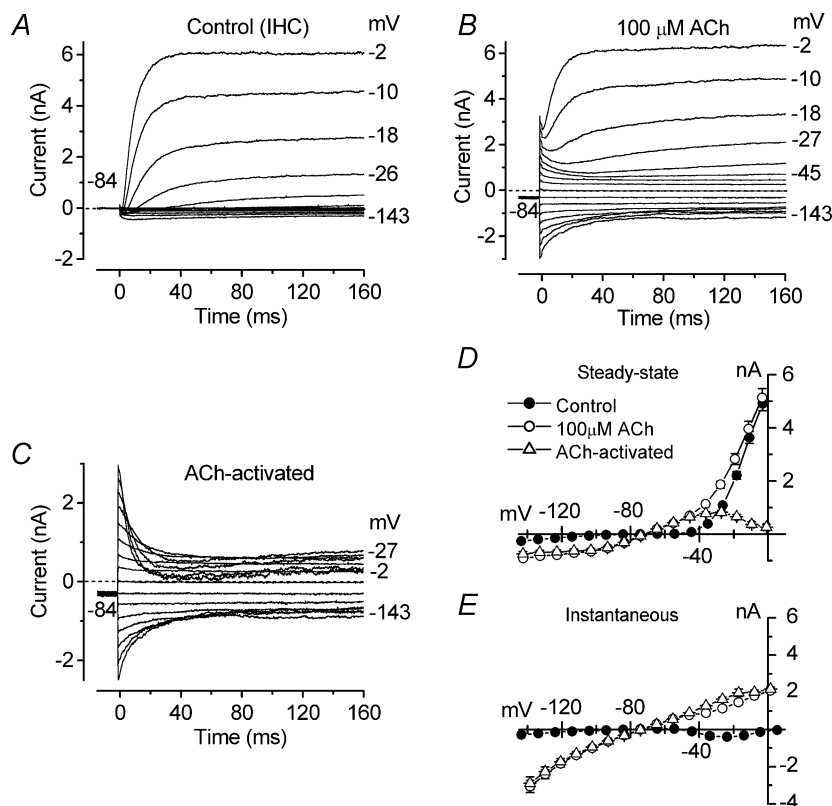 A
Control (IHC)
mV
6
4
2
0
-2
Current (nA)
-84
-2
-10
-18
-26
-143
0 40 80 120 160
Time (ms)
B
100 μM ACh
mV
6
4
2
0
-2
Current (nA)
-84
-2
-10
-18
-27
-45
-143
0 40 80 120 160
Time (ms)
C
ACh-activated
mV
2
0
-2
Current (nA)
-84
-27
-2
-143
0 40 80 120 160
Time (ms)
D
Steady-state
nA
6
4
2
Control
100μM ACh
ACh-activated
mV -120 -80
-40
-2
E
Instantaneous
nA
6
4
2
mV -120 -80
-40
-2
-4